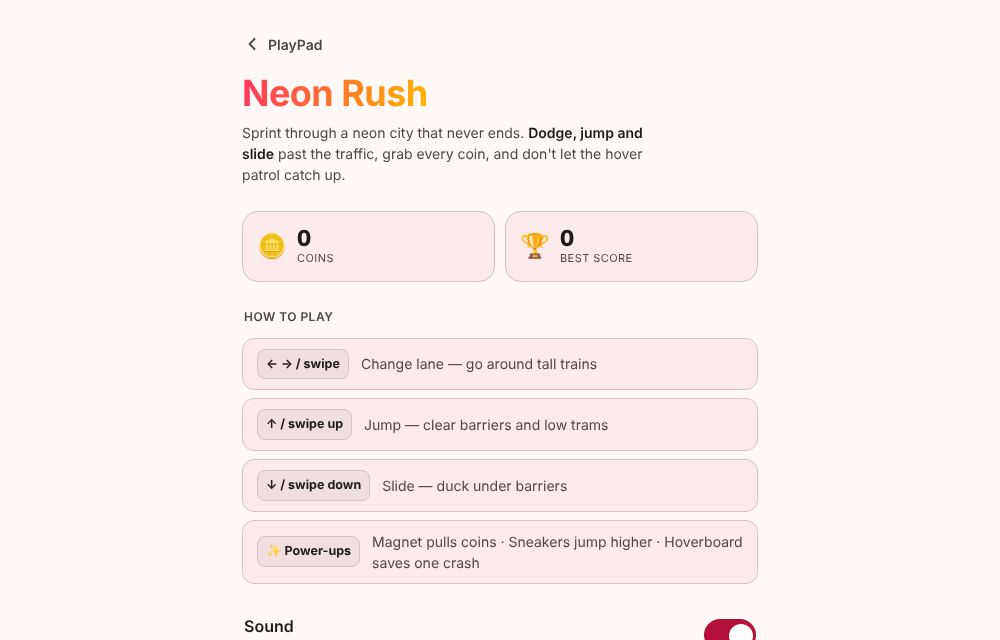 PlayPad
Neon Rush
Sprint through a neon city that never ends. Dodge, jump and
slide past the traffic, grab every coin, and don't let the hover
patrol catch up.
0
COINS
0
BEST SCORE
HOW TO PLAY
← → / swipe
Change lane — go around tall trains
↑ / swipe up
Jump — clear barriers and low trams
↓ / swipe down
Slide — duck under barriers
✨ Power-ups
Magnet pulls coins · Sneakers jump higher · Hoverboard
saves one crash
Sound